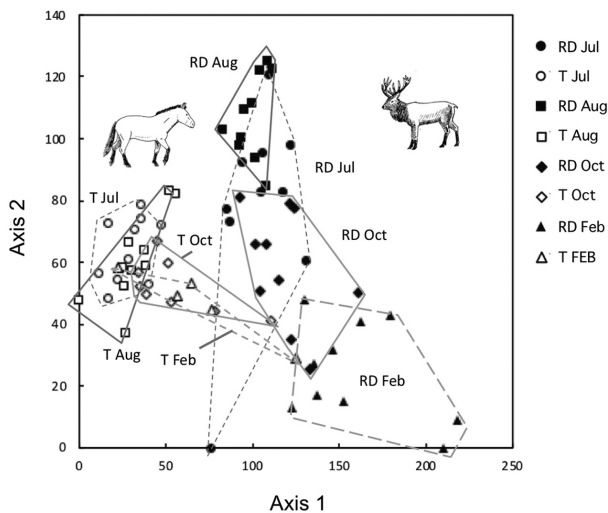 140
120
100
80
60
40
20
0
0 50 100 150 200 250
Axis 2
Axis 1
RD Aug
RD Jul
T Jul
T Oct
RD Oct
T Aug
T Feb
RD Feb
RD Jul
T Jul
RD Aug
T Aug
RD Oct
T Oct
RD Feb
T FEB